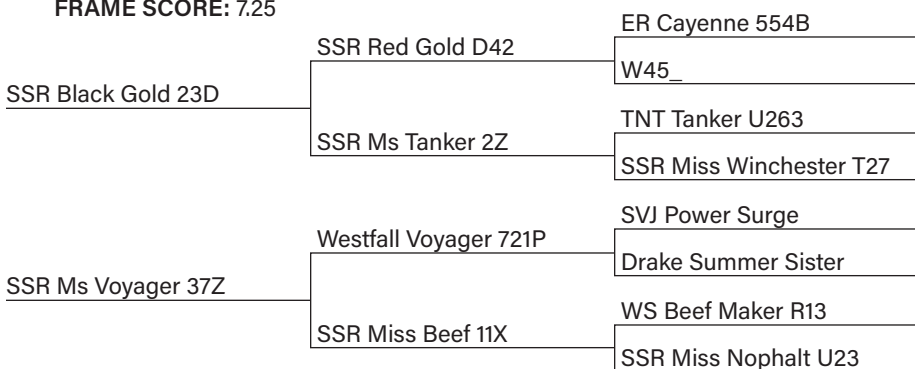 FRAME SCORE: 7.25
ER Cayenne 554B
SSR Red Gold D42
W45_
SSR Black Gold 23D
TNT Tanker U263
SSR Ms Tanker 2Z
SSR Miss Winchester T27
SVJ Power Surge
Westfall Voyager 721P
Drake Summer Sister
SSR Ms Voyager 37Z
WS Beef Maker R13
SSR Miss Beef 11X
SSR Miss Nophalt U23